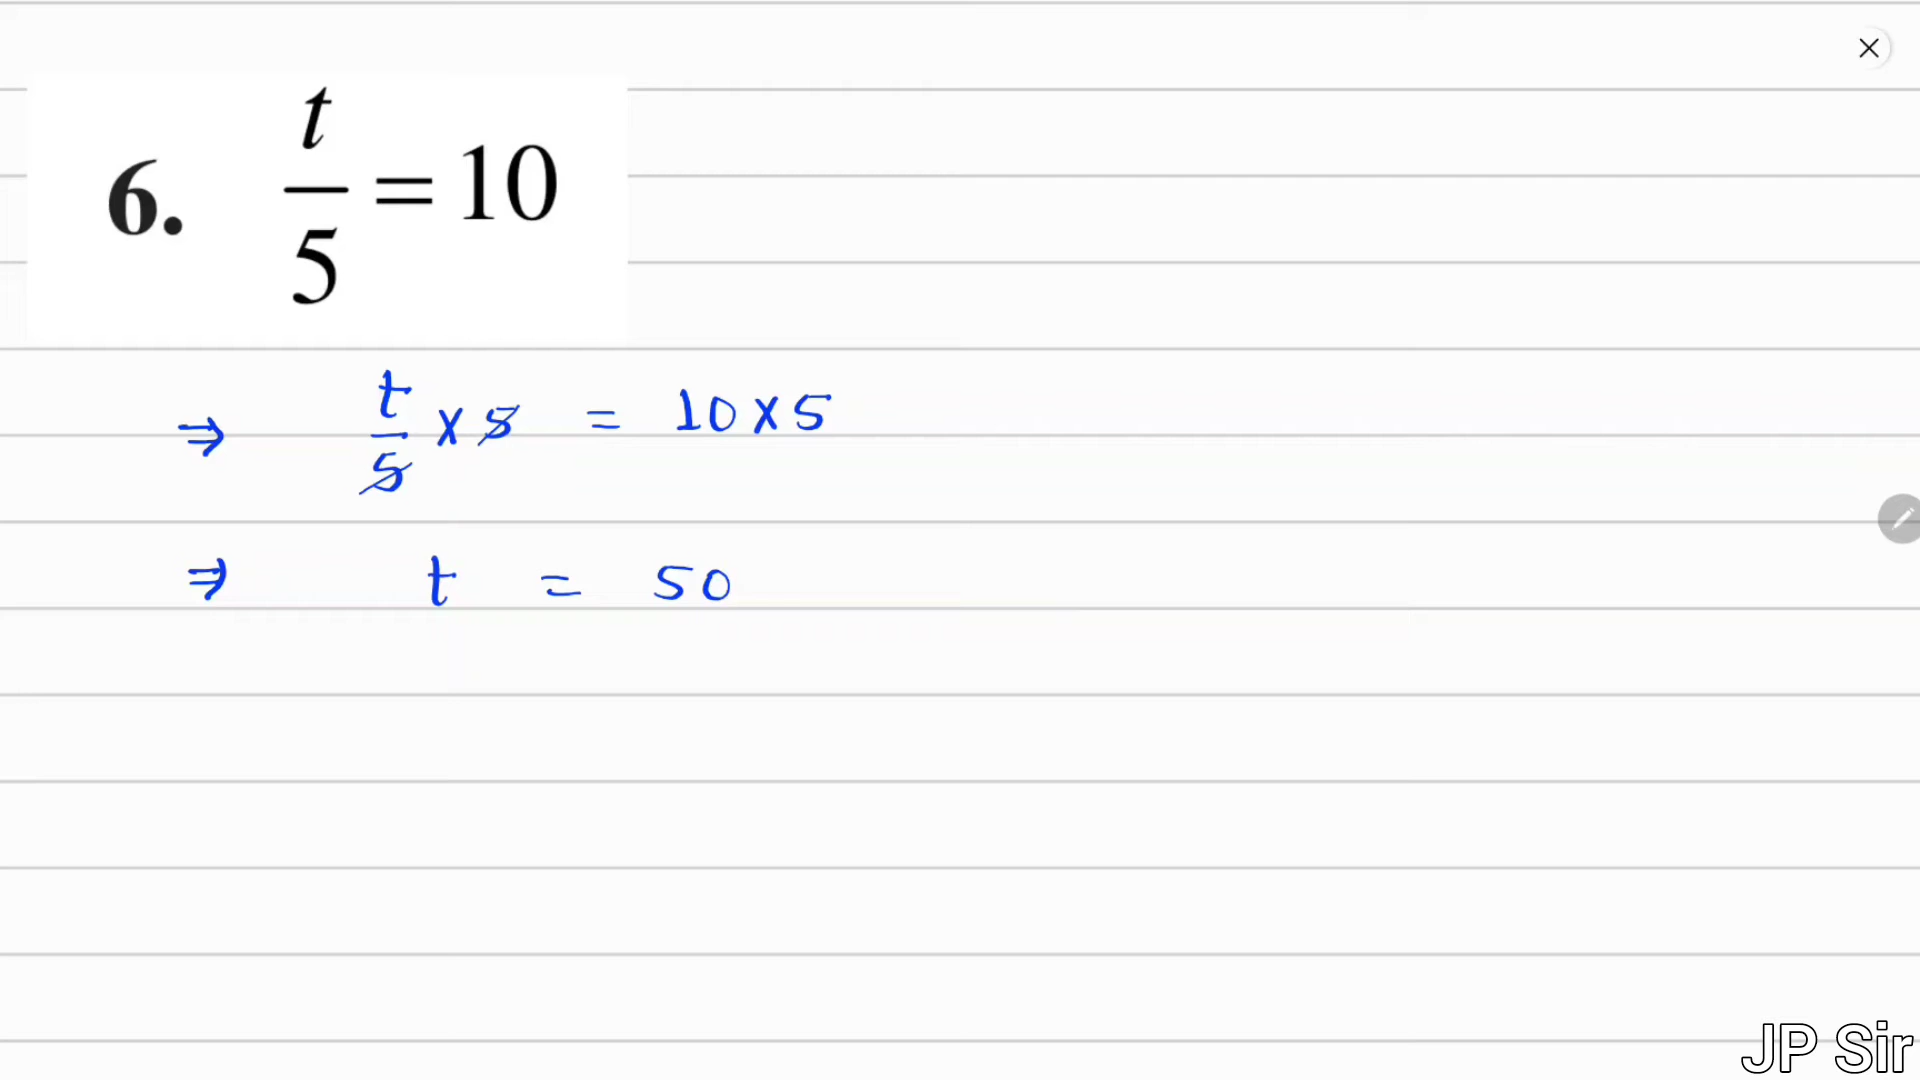 6. t/5 = 10
⇒ t/5 × 5 = 10 × 5
⇒ t = 50
JP Sir